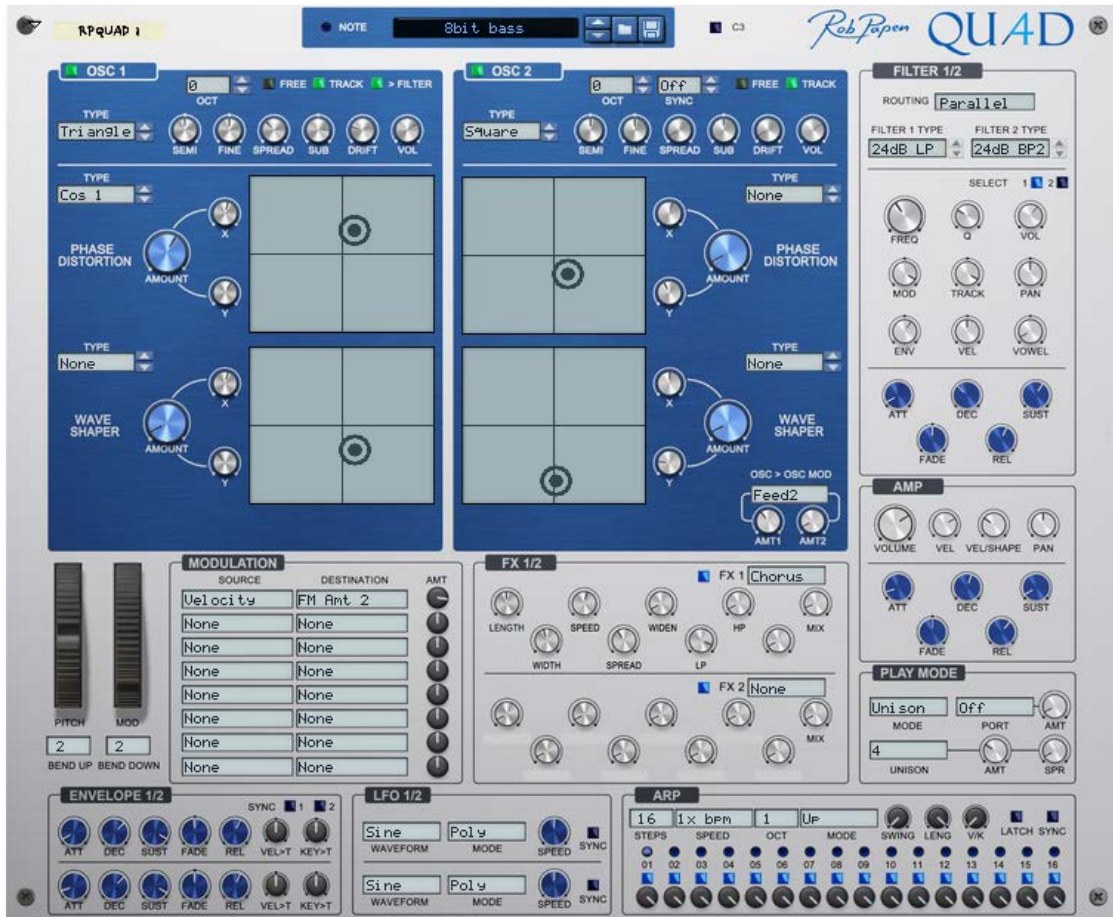 RPQUAD 1
NOTE 8bit bass C3
Rob Papen QUAD
OSC 1
0 FREE TRACK > FILTER
OCT
TYPE
Triangle
SEMI FINE SPREAD SUB DRIFT VOL
TYPE
Cos 1
X
PHASE DISTORTION
AMOUNT
Y
TYPE
None
X
WAVE SHAPER
AMOUNT
Y
OSC 2
0 Off FREE TRACK
OCT SYNC
TYPE
Square
SEMI FINE SPREAD SUB DRIFT VOL
TYPE
None
X
PHASE DISTORTION
AMOUNT
Y
TYPE
None
X
WAVE SHAPER
AMOUNT
Y
OSC > OSC MOD
Feed2
AMT1 AMT2
FILTER 1/2
ROUTING Parallel
FILTER 1 TYPE FILTER 2 TYPE
24dB LP 24dB BP2
SELECT 1 2
FREQ Q VOL
MOD TRACK PAN
ENV VEL VOWEL
ATT DEC SUST
FADE REL
AMP
VOLUME VEL VEL/SHAPE PAN
ATT DEC SUST
FADE REL
PITCH MOD
2 2
BEND UP BEND DOWN
MODULATION
SOURCE DESTINATION AMT
Velocity FM Amt 2
None None
None None
None None
None None
None None
None None
None None
FX 1/2
FX 1 Chorus
LENGTH SPEED WIDEN HP MIX
WIDTH SPREAD LP
FX 2 None
MIX
PLAY MODE
Unison Off
MODE PORT AMT
4
UNISON AMT SPR
ENVELOPE 1/2
SYNC 1 2
ATT DEC SUST FADE REL VEL>T KEY>T
ATT DEC SUST FADE REL VEL>T KEY>T
LFO 1/2
Sine Poly
WAVEFORM MODE SPEED SYNC
Sine Poly
WAVEFORM MODE SPEED SYNC
ARP
16 1x bpm 1 Up
STEPS SPEED OCT MODE SWING LENG V/K LATCH SYNC
01 02 03 04 05 06 07 08 09 10 11 12 13 14 15 16